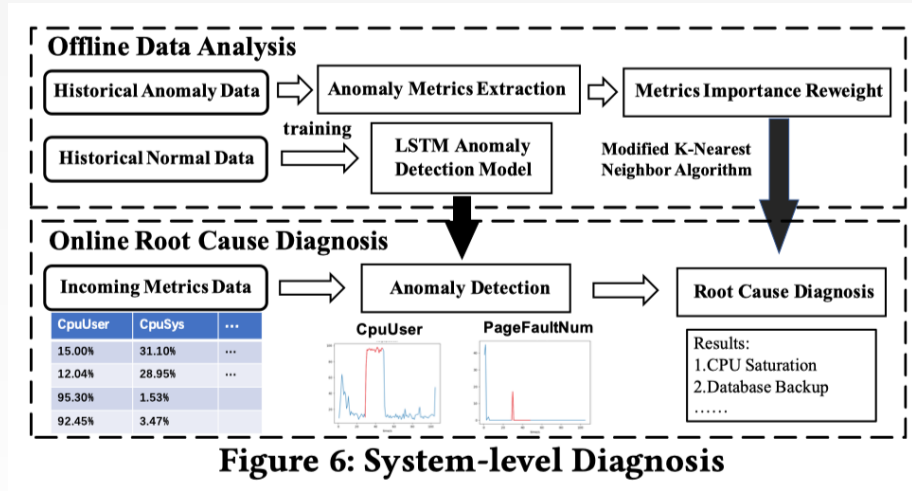 Offline Data Analysis
Historical Anomaly Data
Anomaly Metrics Extraction
Metrics Importance Reweight
training
Historical Normal Data
LSTM Anomaly
Detection Model
Modified K-Nearest
Neighbor Algorithm
Online Root Cause Diagnosis
Incoming Metrics Data
Anomaly Detection
Root Cause Diagnosis
CpuUser CpuSys ...
15.00% 31.10% ...
12.04% 28.95% ...
95.30% 1.53%
92.45% 3.47%
CpuUser
PageFaultNum
Results:
1.CPU Saturation
2.Database Backup
......
Figure 6: System-level Diagnosis